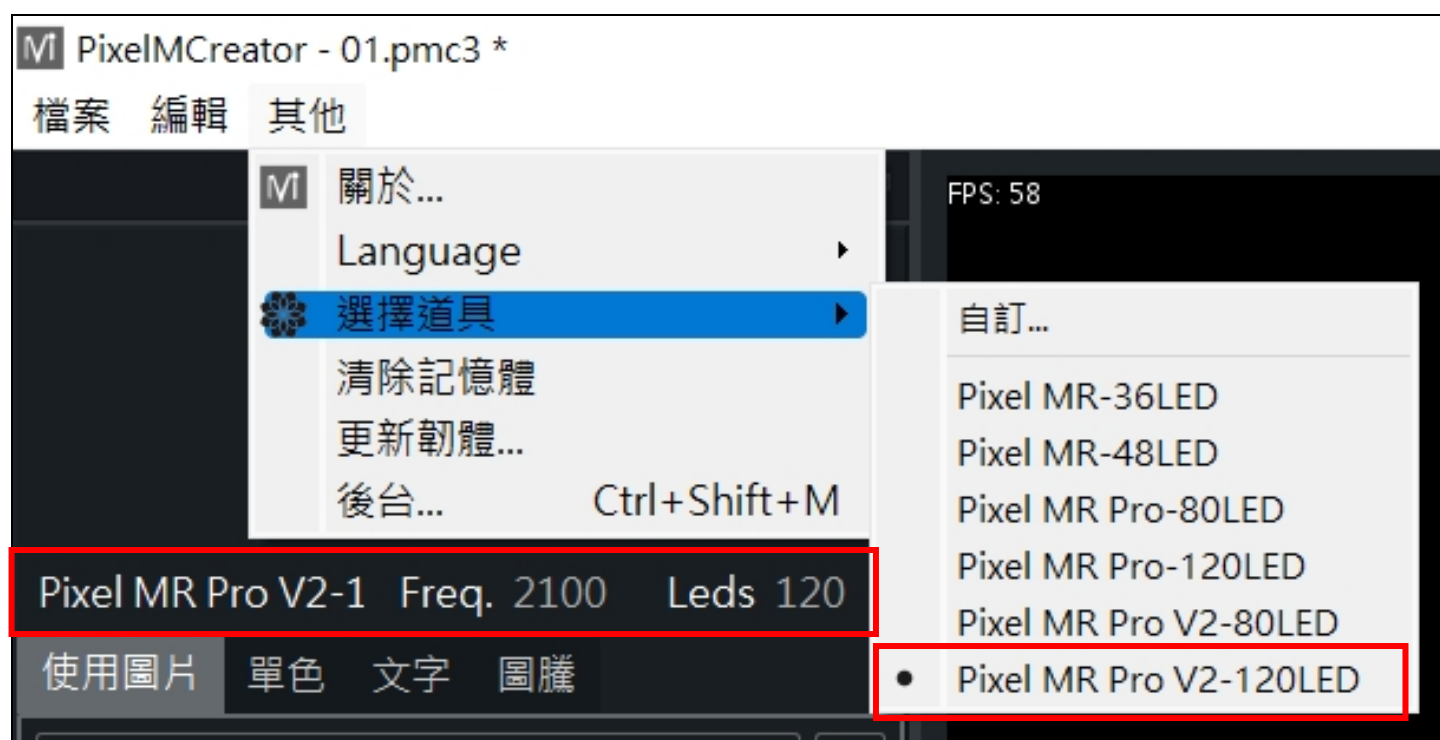 PixelMCreator - 01.pmc3 *
檔案 編輯 其他
關於...
Language
選擇道具
清除記憶體
更新韌體...
後台... Ctrl+Shift+M
FPS: 58
自訂...
Pixel MR-36LED
Pixel MR-48LED
Pixel MR Pro-80LED
Pixel MR Pro-120LED
Pixel MR Pro V2-80LED
Pixel MR Pro V2-120LED
Pixel MR Pro V2-1 Freq. 2100 Leds 120
使用圖片 單色 文字 圖騰